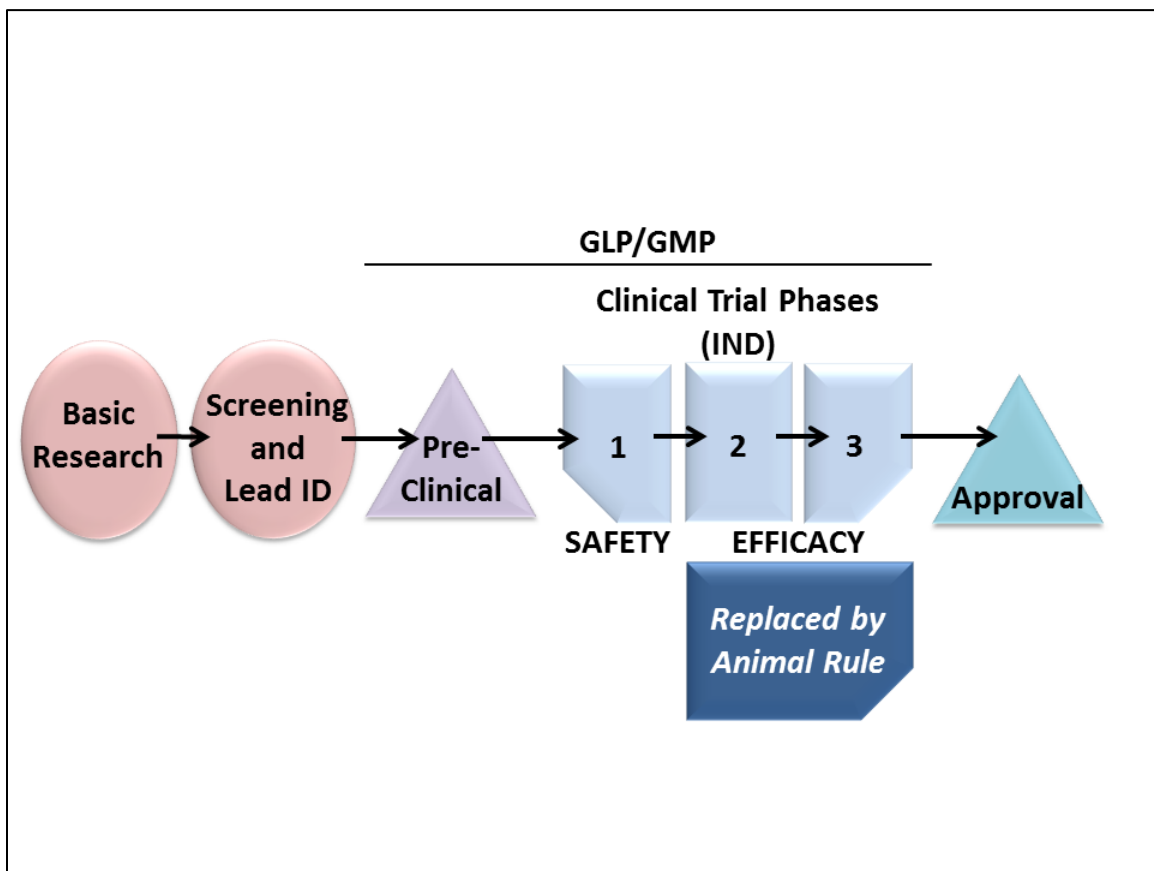 GLP/GMP
Clinical Trial Phases
(IND)
Basic
Research
Screening
and
Lead ID
Pre-
Clinical
1
2
3
Approval
SAFETY
EFFICACY
Replaced by
Animal Rule